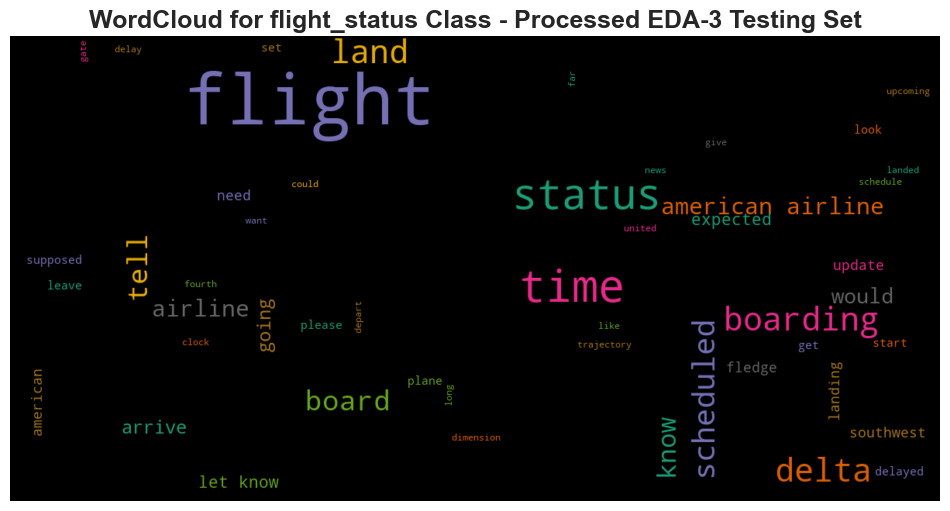 WordCloud for flight_status Class - Processed EDA-3 Testing Set
gate
delay
set
land
flight
far
upcoming
look
give
news
landed
schedule
could
need
want
status
american airline
expected
united
supposed
leave
tell
fourth
airline
going
please
depart
clock
time
update
would
boarding
like
trajectory
get
start
scheduled
fledge
landing
american
plane
long
board
arrive
dimension
know
southwest
delta
delayed
let know